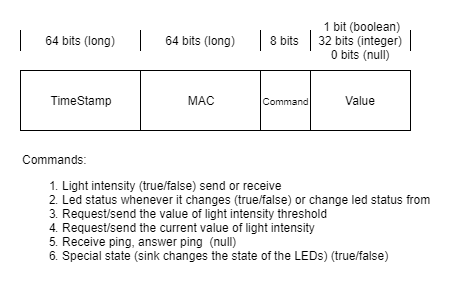 1 bit (boolean)
64 bits (long) 64 bits (long) 8 bits 32 bits (integer)
0 bits (null)
TimeStamp MAC Command Value
Commands:
1. Light intensity (true/false) send or receive
2. Led status whenever it changes (true/false) or change led status from
3. Request/send the value of light intensity threshold
4. Request/send the current value of light intensity
5. Receive ping, answer ping (null)
6. Special state (sink changes the state of the LEDs) (true/false)